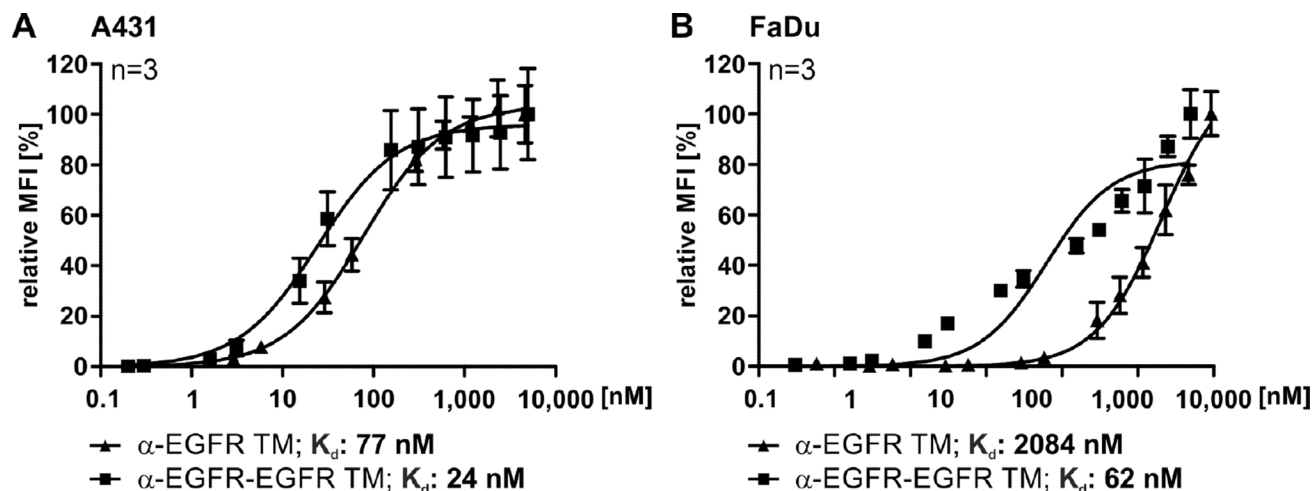 A A431
n=3
relative MFI [%]
120
100
80
60
40
20
0
0.1 1 10 100 1,000 10,000 [nM]
α-EGFR TM; Kd: 77 nM
α-EGFR-EGFR TM; Kd: 24 nM
B FaDu
n=3
relative MFI [%]
120
100
80
60
40
20
0
0.1 1 10 100 1,000 10,000 [nM]
α-EGFR TM; Kd: 2084 nM
α-EGFR-EGFR TM; Kd: 62 nM